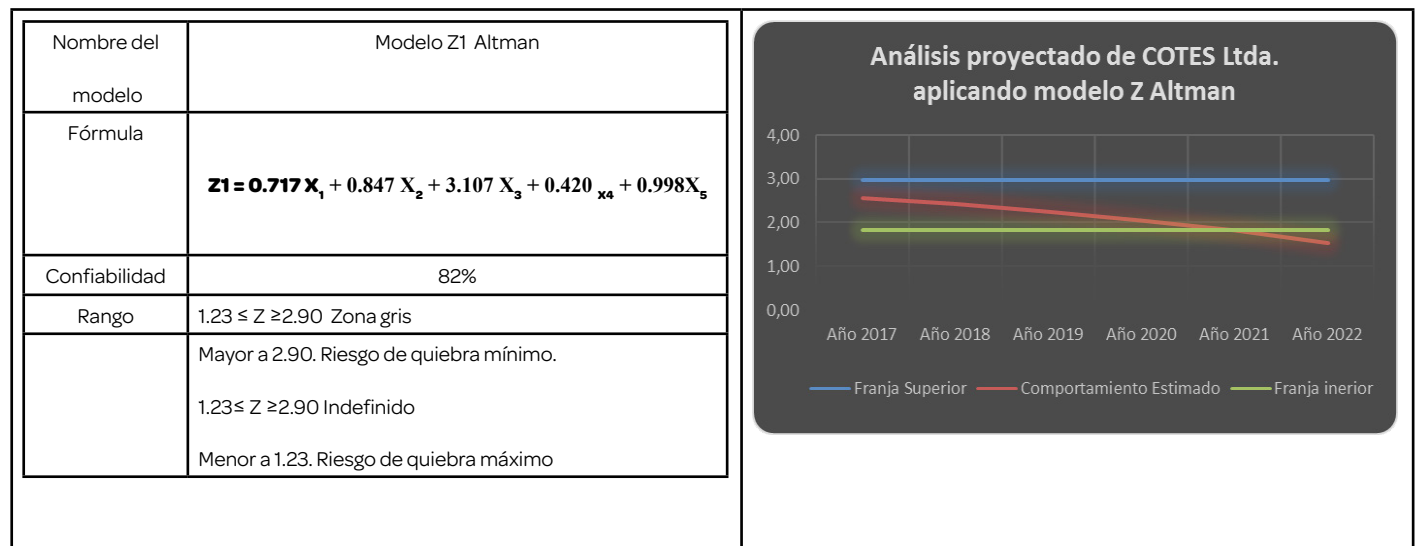 Nombre del
modelo
Modelo Z1 Altman
Fórmula
Z1 = 0.717 X1 + 0.847 X2 + 3.107 X3 + 0.420 x4 + 0.998X5
Confiabilidad
82%
Rango
1.23 ≤ Z ≥2.90 Zona gris
Mayor a 2.90. Riesgo de quiebra mínimo.
1.23≤ Z ≥2.90 Indefinido
Menor a 1.23. Riesgo de quiebra máximo
Análisis proyectado de COTES Ltda.
aplicando modelo Z Altman
4,00
3,00
2,00
1,00
0,00
Año 2017 Año 2018 Año 2019 Año 2020 Año 2021 Año 2022
Franja Superior Comportamiento Estimado Franja inerior